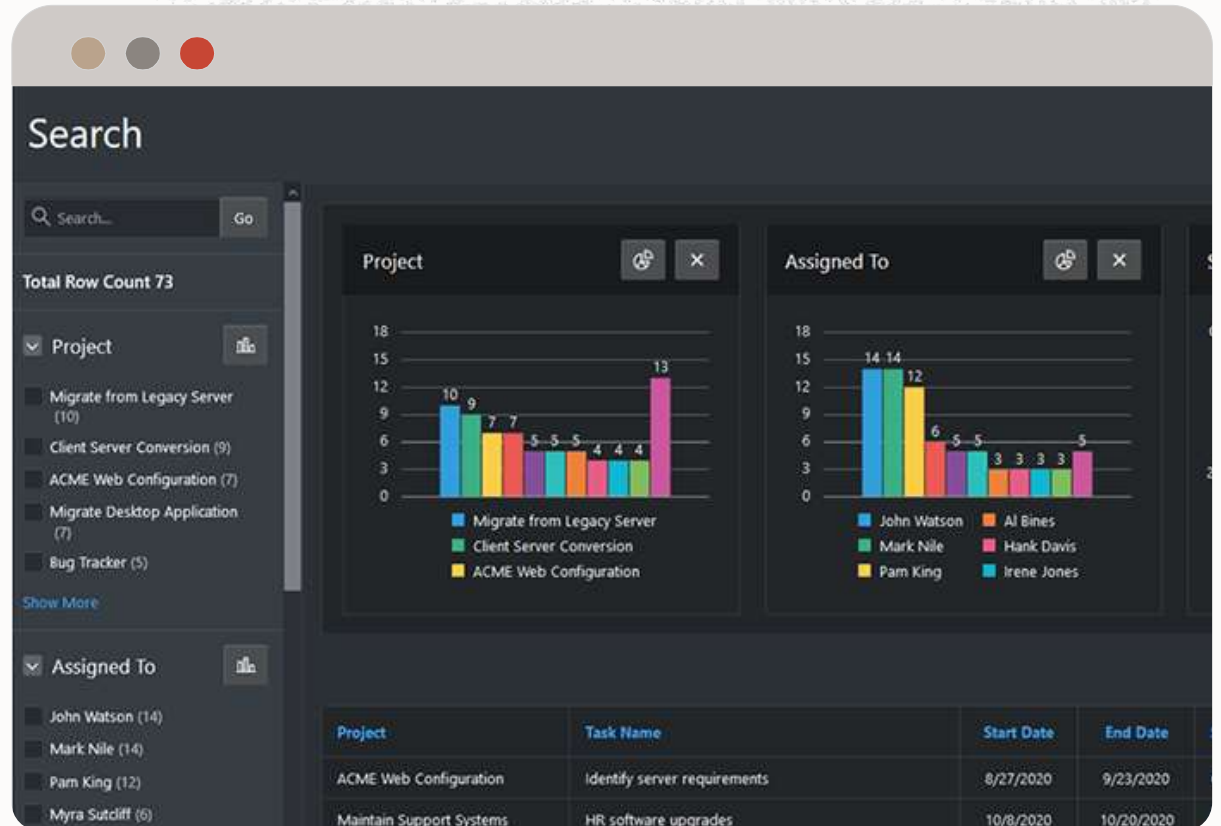 Search
Search...
Go
Total Row Count 73
Project
Migrate from Legacy Server
(10)
Client Server Conversion (9)
ACME Web Configuration (7)
Migrate Desktop Application
(7)
Bug Tracker (5)
Show More
Assigned To
John Watson (14)
Mark Nile (14)
Pam King (12)
Myra Sutcliff (6)
Project
18
15
12
9
6
3
0
10
9
7
7
5
5
5
4
4
4
13
Migrate from Legacy Server
Client Server Conversion
ACME Web Configuration
Assigned To
18
15
12
9
6
3
0
14
14
12
6
5
5
3
3
3
3
5
John Watson
Al Bines
Mark Nile
Hank Davis
Pam King
Irene Jones
Project Task Name Start Date End Date
ACME Web Configuration Identify server requirements 8/27/2020 9/23/2020
Maintain Support Systems HR software upgrades 10/8/2020 10/20/2020